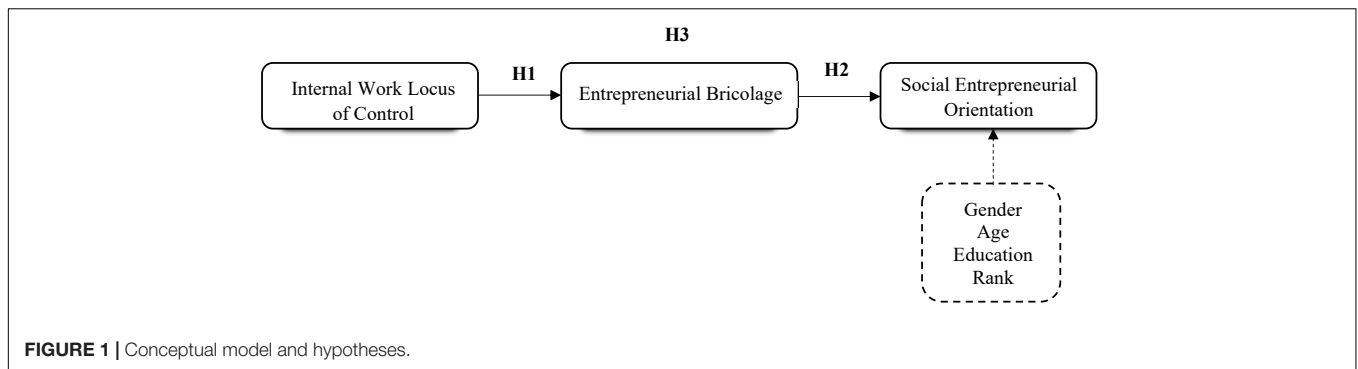 H3
H1
H2
Internal Work Locus
of Control
Entrepreneurial Bricolage
Social Entrepreneurial
Orientation
Gender
Age
Education
Rank
FIGURE 1 | Conceptual model and hypotheses.